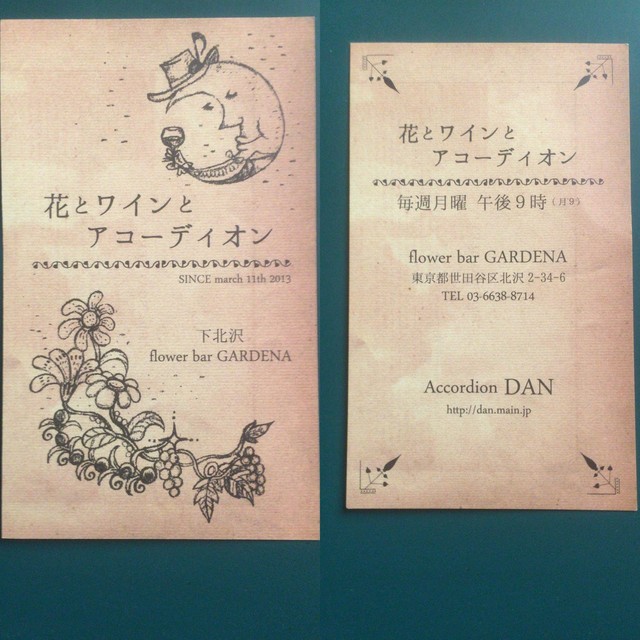 花とワインと
アコーディオン
SINCE march 11th 2013
下北沢
flower bar GARDENA
花とワインと
アコーディオン
毎週月曜 午後９時（月９）
flower bar GARDENA
東京都世田谷区北沢 2-34-6
TEL 03-6638-8714
Accordion DAN
http://dan.main.jp